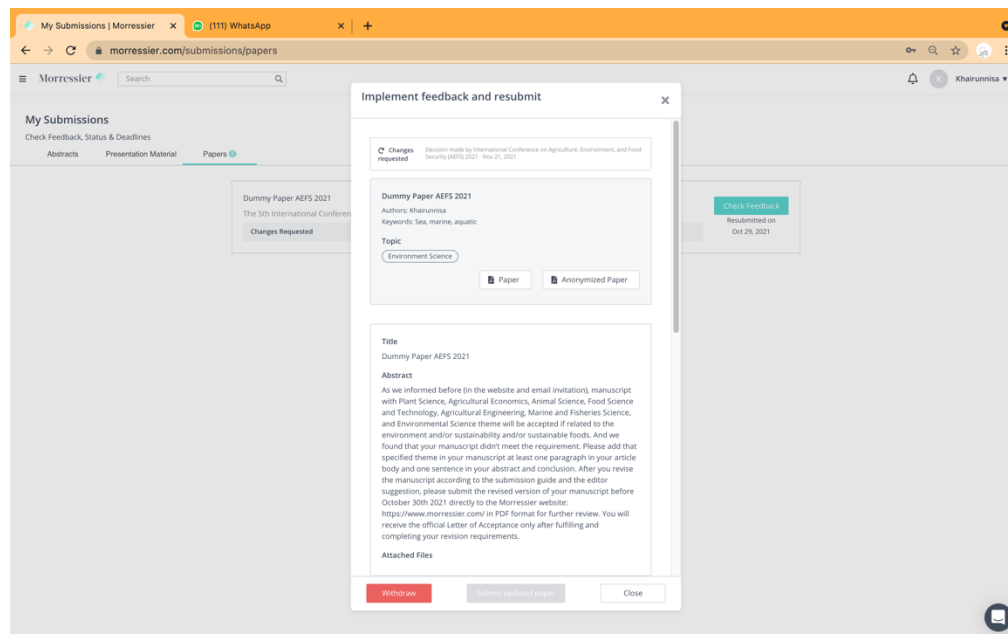 My Submissions | Morressier
(111) WhatsApp
morressier.com/submissions/papers
Morressier
Search
K
Khairunnisa
My Submissions
Check Feedback, Status & Deadlines
Abstracts
Presentation Material
Papers
Dummy Paper AEFS 2021
The 5th International Conferen
Changes Requested
Check Feedback
Resubmitted on
Oct 29, 2021
Implement feedback and resubmit
Changes
requested
Decision made by International Conference on Agriculture, Environment, and Food
Security (AEFS) 2021 · Nov 21, 2021
Dummy Paper AEFS 2021
Authors: Khairunnisa
Keywords: Sea, marine, aquatic
Topic
Environment Science
Paper
Anonymized Paper
Title
Dummy Paper AEFS 2021
Abstract
As we informed before (in the website and email invitation), manuscript
with Plant Science, Agricultural Economics, Animal Science, Food Science
and Technology, Agricultural Engineering, Marine and Fisheries Science,
and Environmental Science theme will be accepted if related to the
environment and/or sustainability and/or sustainable foods. And we
found that your manuscript didn't meet the requirement. Please add that
specified theme in your manuscript at least one paragraph in your article
body and one sentence in your abstract and conclusion. After you revise
the manuscript according to the submission guide and the editor
suggestion, please submit the revised version of your manuscript before
October 30th 2021 directly to the Morressier website:
https://www.morressier.com/ in PDF format for further review. You will
receive the official Letter of Acceptance only after fulfilling and
completing your revision requirements.
Attached Files
Withdraw
Submit updated paper
Close